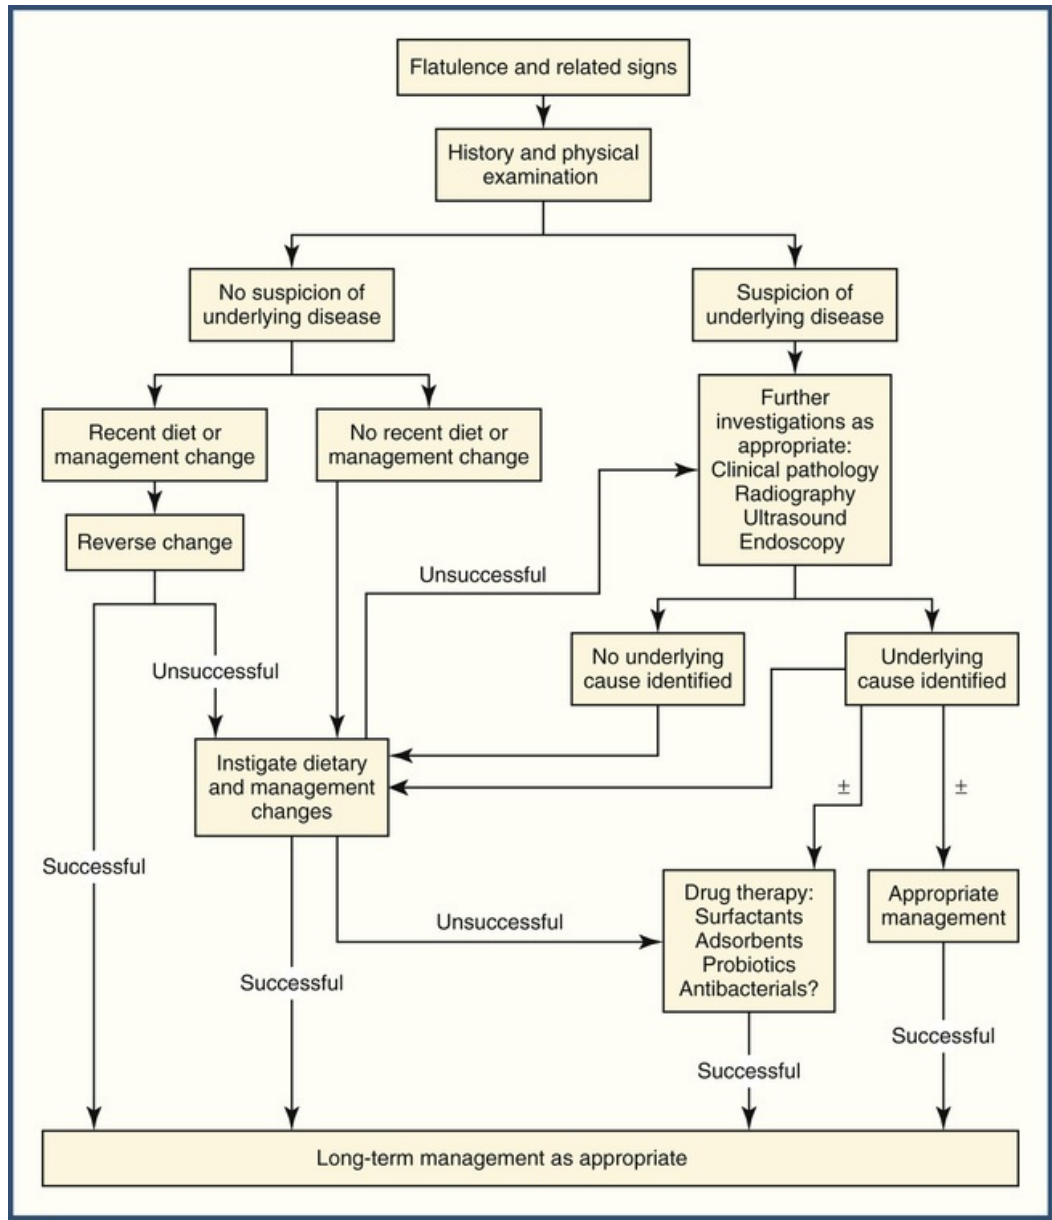 Flatulence and related signs
History and physical
examination
No suspicion of
underlying disease
Suspicion of
underlying disease
Recent diet or
management change
No recent diet or
management change
Further
investigations as
appropriate:
Clinical pathology
Radiography
Ultrasound
Endoscopy
Reverse change
Unsuccessful
Unsuccessful
No underlying
cause identified
Underlying
cause identified
Instigate dietary
and management
changes
±
±
Successful
Drug therapy:
Surfactants
Adsorbents
Probiotics
Antibacterials?
Appropriate
management
Unsuccessful
Successful
Successful
Successful
Long-term management as appropriate